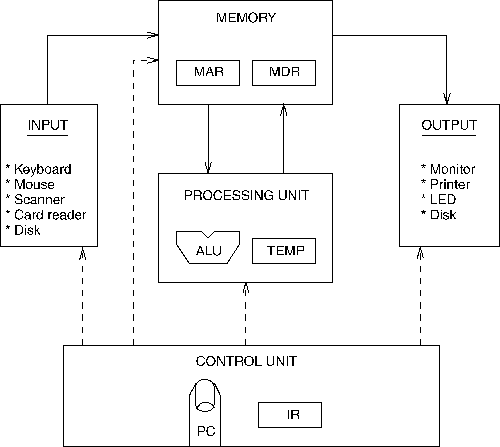 MEMORY
MAR
MDR
INPUT
* Keyboard
* Mouse
* Scanner
* Card reader
* Disk
PROCESSING UNIT
ALU
TEMP
OUTPUT
* Monitor
* Printer
* LED
* Disk
CONTROL UNIT
PC
IR